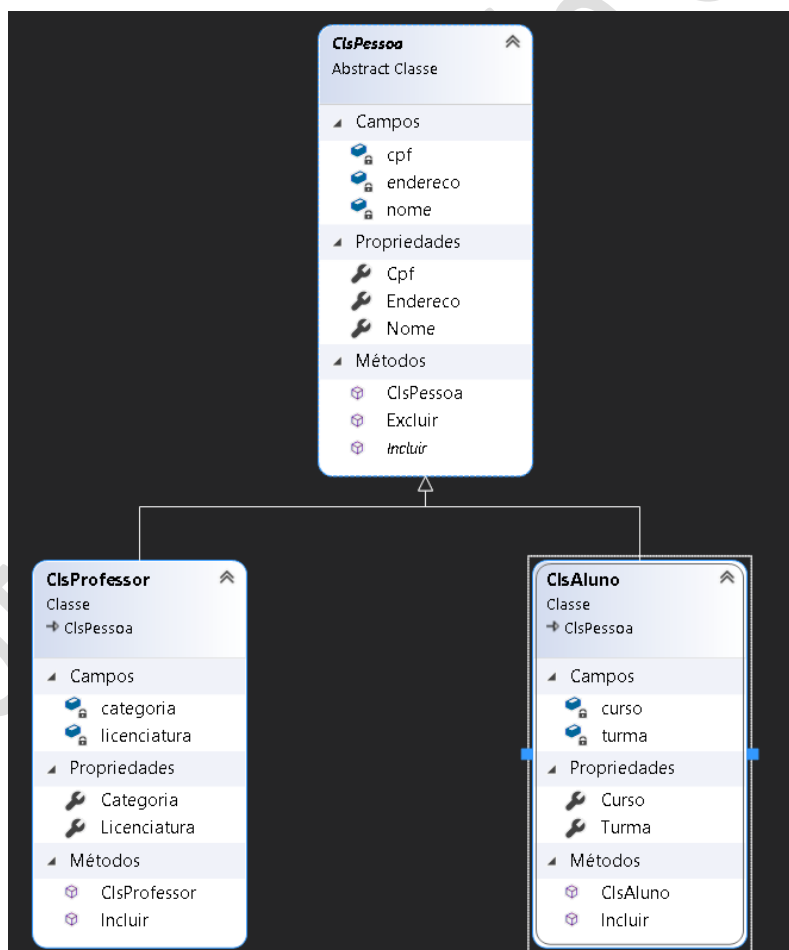 ClsPessoa
Abstract Classe
Campos
cpf
endereco
nome
Propriedades
Cpf
Endereco
Nome
Métodos
ClsPessoa
Excluir
Incluir
ClsProfessor
Classe
ClsPessoa
Campos
categoria
licenciatura
Propriedades
Categoria
Licenciatura
Métodos
ClsProfessor
Incluir
ClsAluno
Classe
ClsPessoa
Campos
curso
turma
Propriedades
Curso
Turma
Métodos
ClsAluno
Incluir